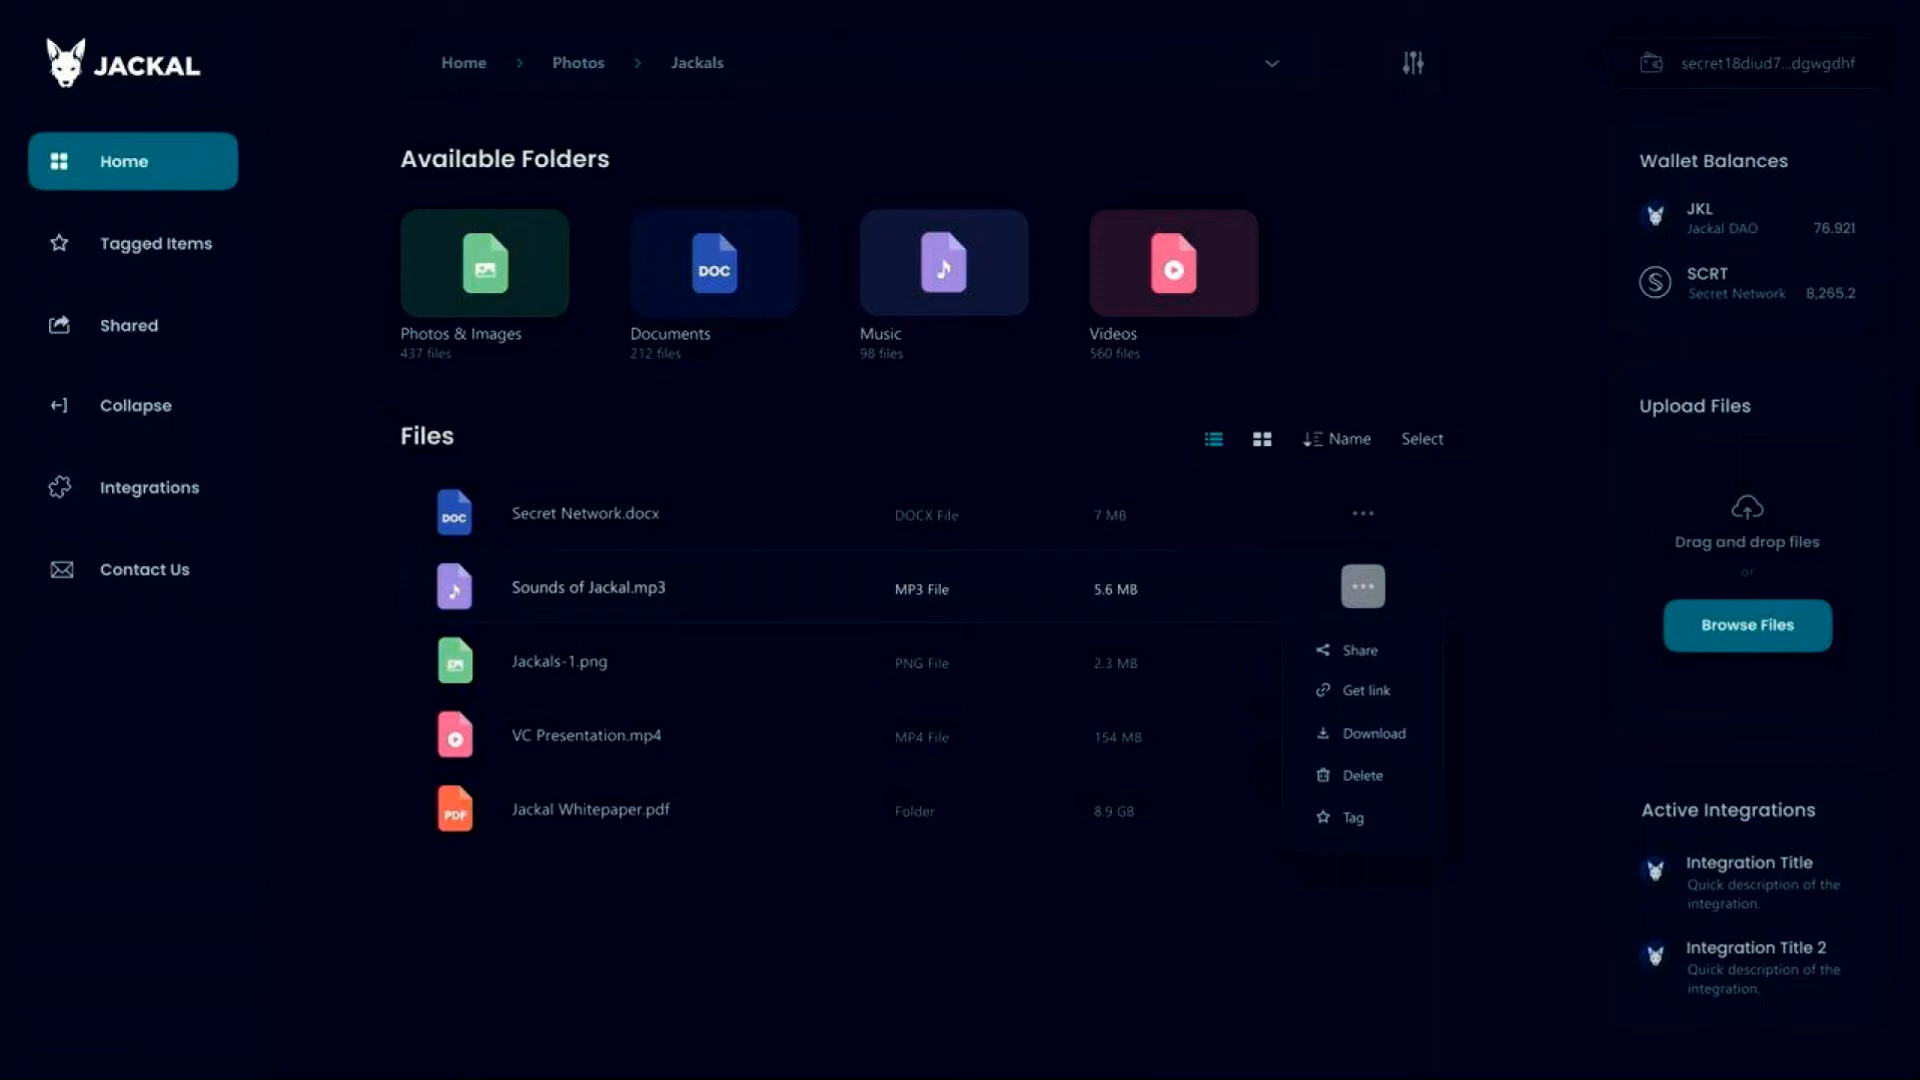 JACKAL
Home
Tagged Items
Shared
Collapse
Integrations
Contact Us
Home > Photos > Jackals
Available Folders
DOC
Photos & Images
437 files
Documents
212 files
Music
98 files
Videos
560 files
Files
Name
Select
DOC Secret Network.docx DOCX File 7 MB
Sounds of Jackal.mp3 MP3 File 5.6 MB
Jackals-1.png PNG File 2.3 MB
VC Presentation.mp4 MP4 File 154 MB
PDF Jackal Whitepaper.pdf Folder 8.9 GB
Share
Get link
Download
Delete
Tag
secret18diud7...dgwgdhf
Wallet Balances
JKL
Jackal DAO 76.921
SCRT
Secret Network 8,265.2
Upload Files
Drag and drop files
or
Browse Files
Active Integrations
Integration Title
Quick description of the
integration.
Integration Title 2
Quick description of the
integration.